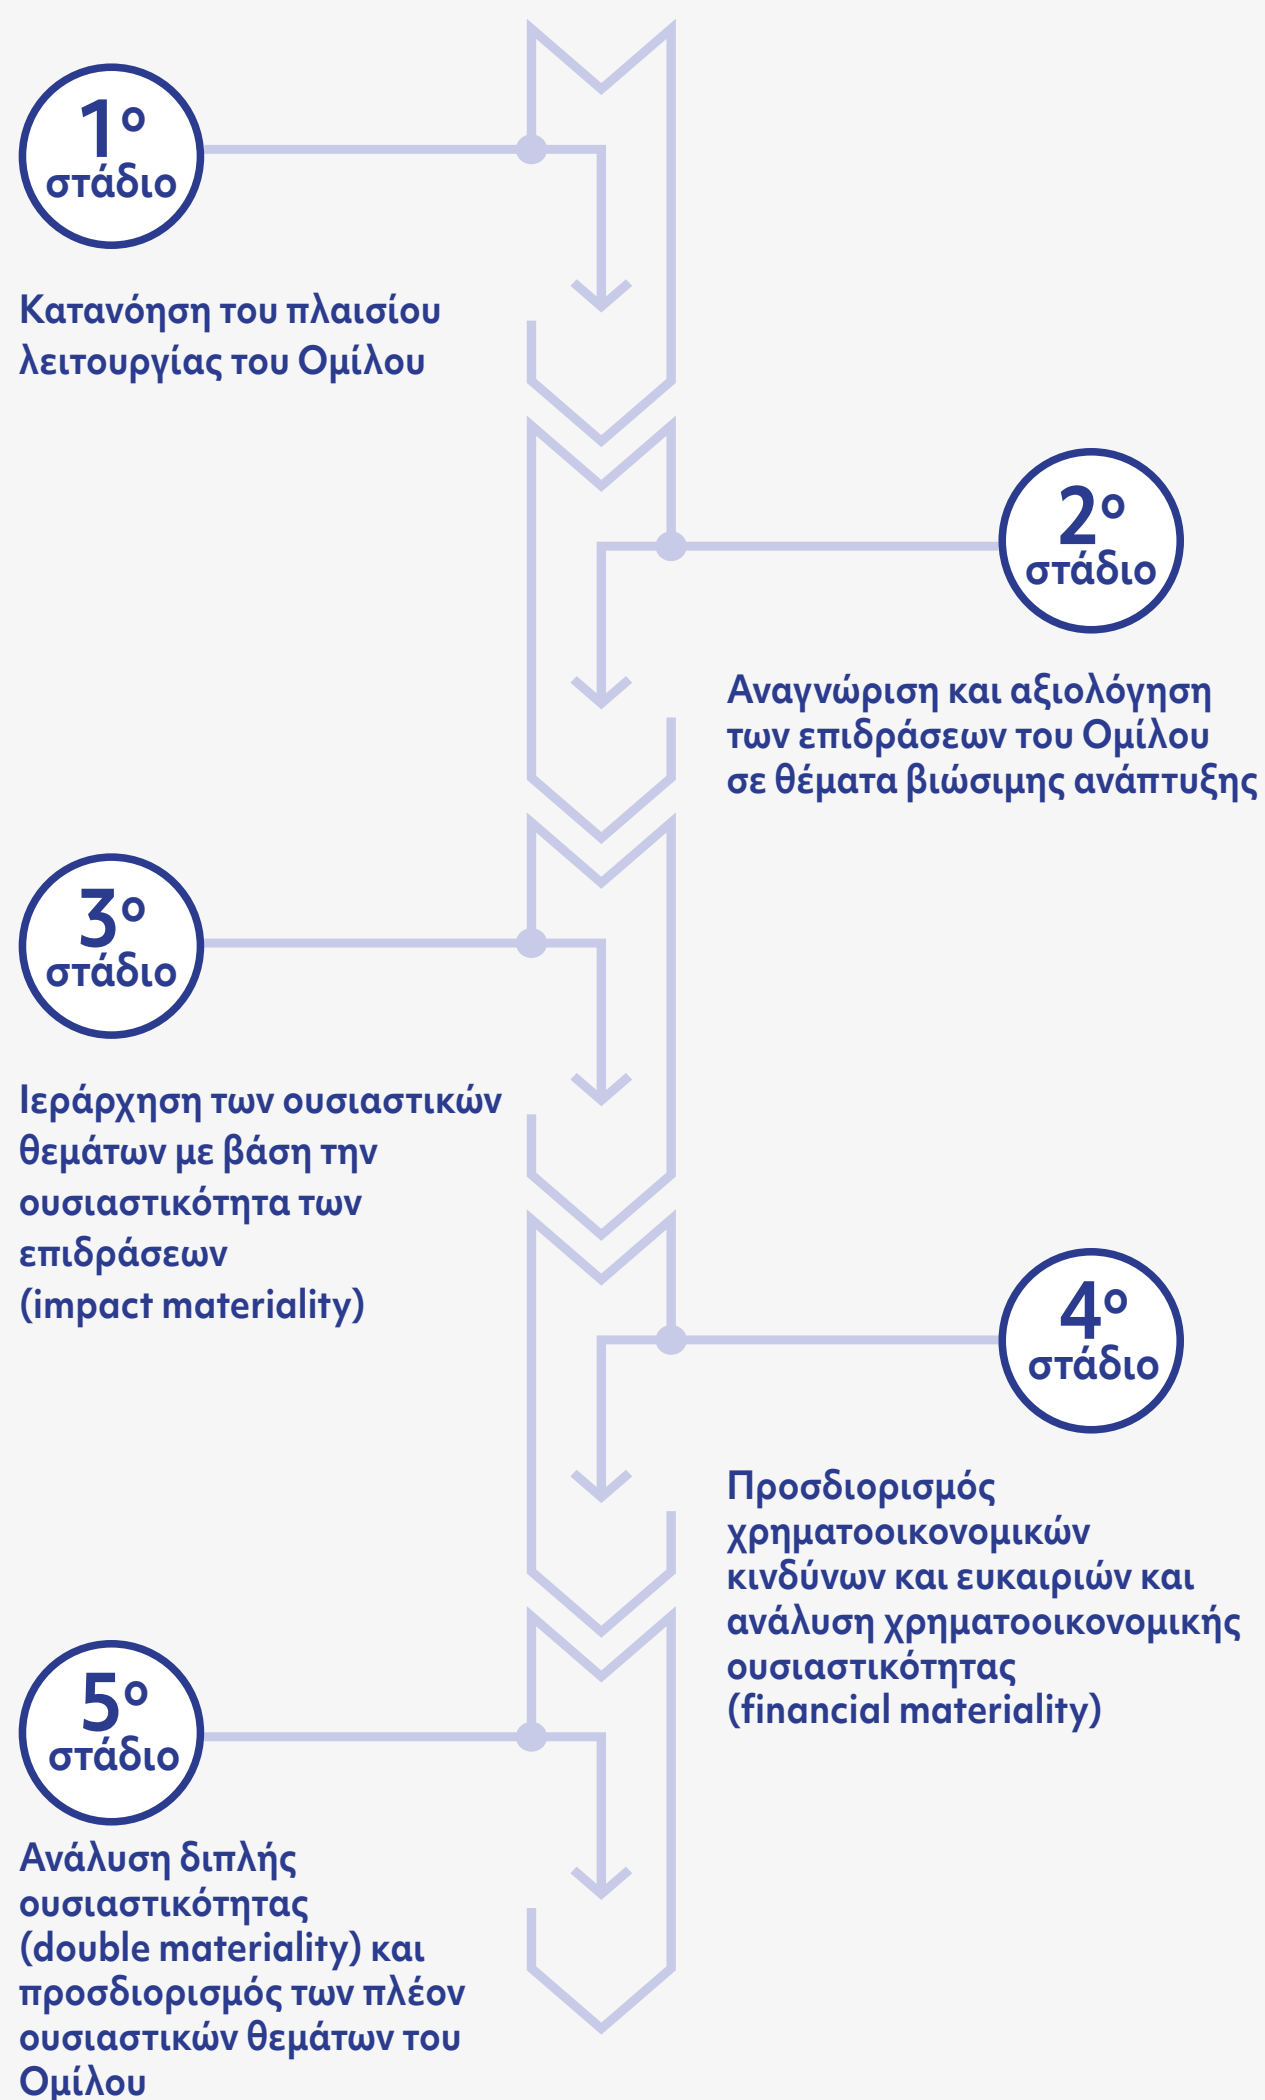 1ο
στάδιο
Κατανόηση του πλαισίου
λειτουργίας του Ομίλου
2ο
στάδιο
Αναγνώριση και αξιολόγηση
των επιδράσεων του Ομίλου
σε θέματα βιώσιμης ανάπτυξης
3ο
στάδιο
Ιεράρχηση των ουσιαστικών
θεμάτων με βάση την
ουσιαστικότητα των
επιδράσεων
(impact materiality)
4ο
στάδιο
Προσδιορισμός
χρηματοοικονομικών
κινδύνων και ευκαιριών και
ανάλυση χρηματοοικονομικής
ουσιαστικότητας
(financial materiality)
5ο
στάδιο
Ανάλυση διπλής
ουσιαστικότητας
(double materiality) και
προσδιορισμός των πλέον
ουσιαστικών θεμάτων του
Ομίλου